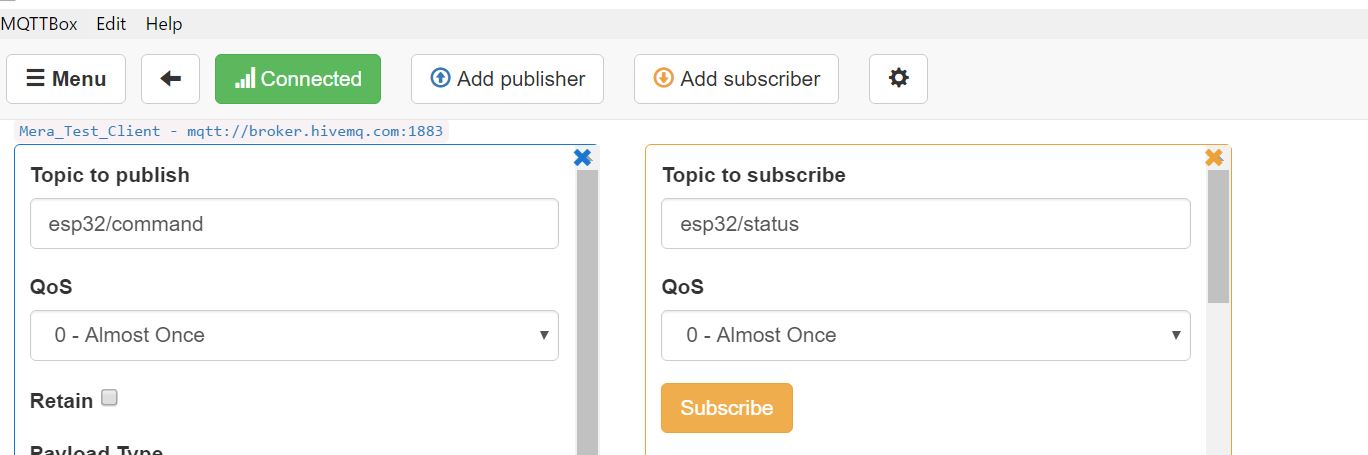 MQTTBox Edit Help
Menu Connected Add publisher Add subscriber
Mera_Test_Client - mqtt://broker.hivemq.com:1883
Topic to publish
esp32/command
QoS
0 - Almost Once
Retain
Payload Type
Topic to subscribe
esp32/status
QoS
0 - Almost Once
Subscribe